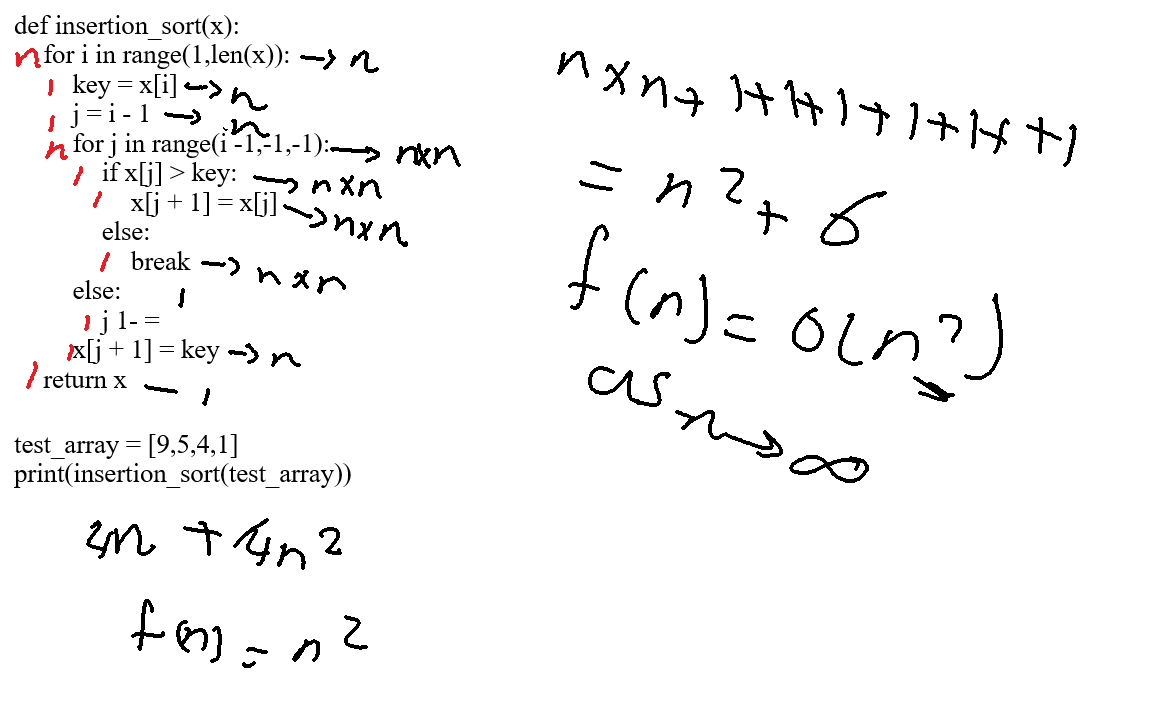 def insertion_sort(x):
n for i in range(1,len(x)): → n
1 key = x[i] → n
1 j = i - 1 → n
n for j in range(i -1,-1,-1): → n×n
1 if x[j] > key: → n×n
1 x[j + 1] = x[j] → n×n
else:
1 break → n×n
else: 1
1 j 1- =
1 x[j + 1] = key → n
1 return x — 1
test_array = [9,5,4,1]
print(insertion_sort(test_array))
4n + 4n²
f(n) = n²
n×n+ 1+1+1+1+1+ +1
= n² + 6
f(n) = O(n²)
as n → ∞